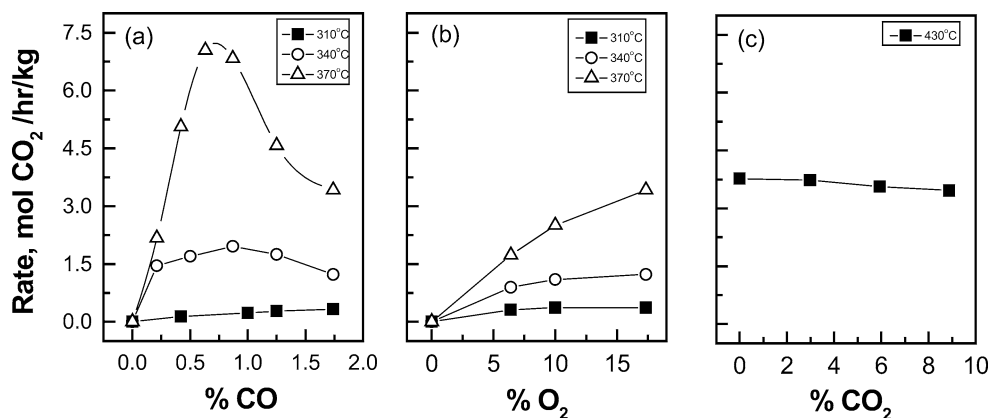 Rate, mol CO2 /hr/kg
7.5
6.0
4.5
3.0
1.5
0.0
(a)
310°C
340°C
370°C
0.0 0.5 1.0 1.5 2.0
% CO
(b)
310°C
340°C
370°C
0 5 10 15
% O2
(c)
430°C
0 2 4 6 8 10
% CO2